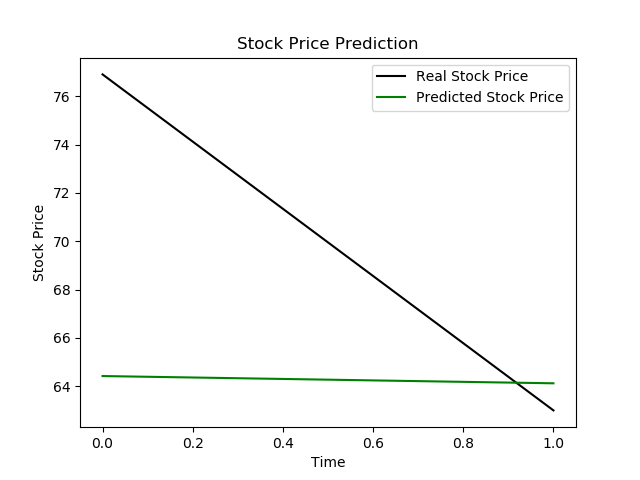 Stock Price Prediction
Real Stock Price
Predicted Stock Price
Stock Price
76
74
72
70
68
66
64
0.0 0.2 0.4 0.6 0.8 1.0
Time